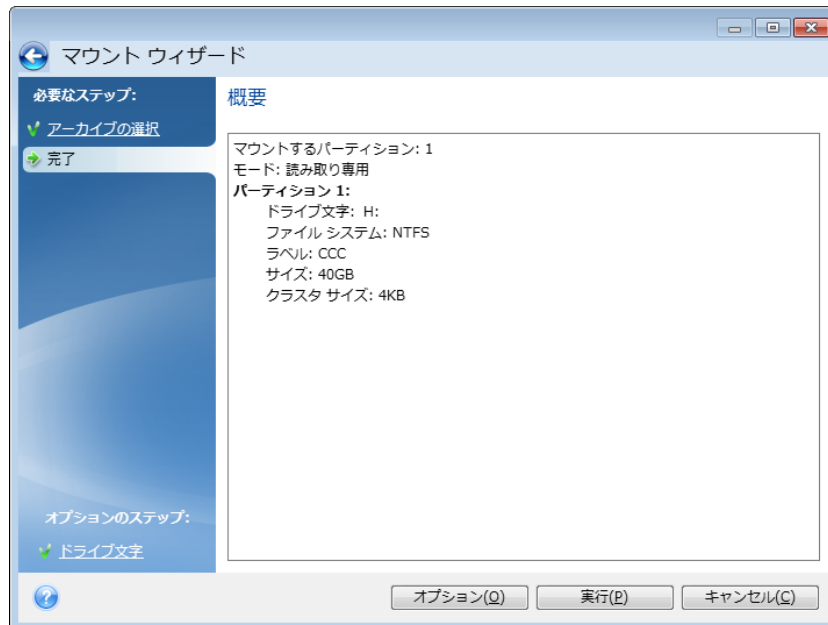 マウント ウィザード
必要なステップ:
アーカイブの選択
完了
オプションのステップ:
ドライブ文字
概要
マウントするパーティション: 1
モード: 読み取り専用
パーティション 1:
ドライブ文字: H:
ファイル システム: NTFS
ラベル: CCC
サイズ: 40GB
クラスタ サイズ: 4KB
オプション(O)
実行(P)
キャンセル(C)